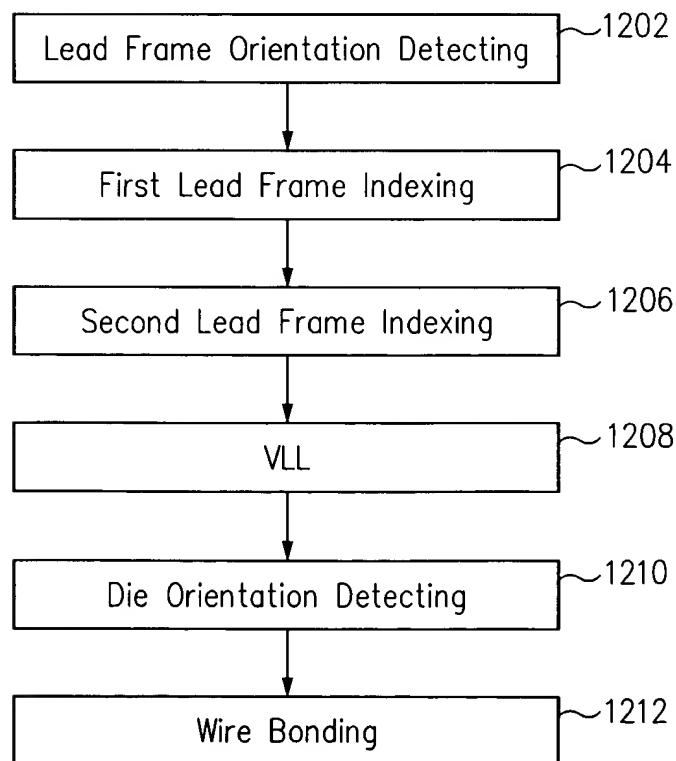 Lead Frame Orientation Detecting 1202
First Lead Frame Indexing 1204
Second Lead Frame Indexing 1206
VLL 1208
Die Orientation Detecting 1210
Wire Bonding 1212